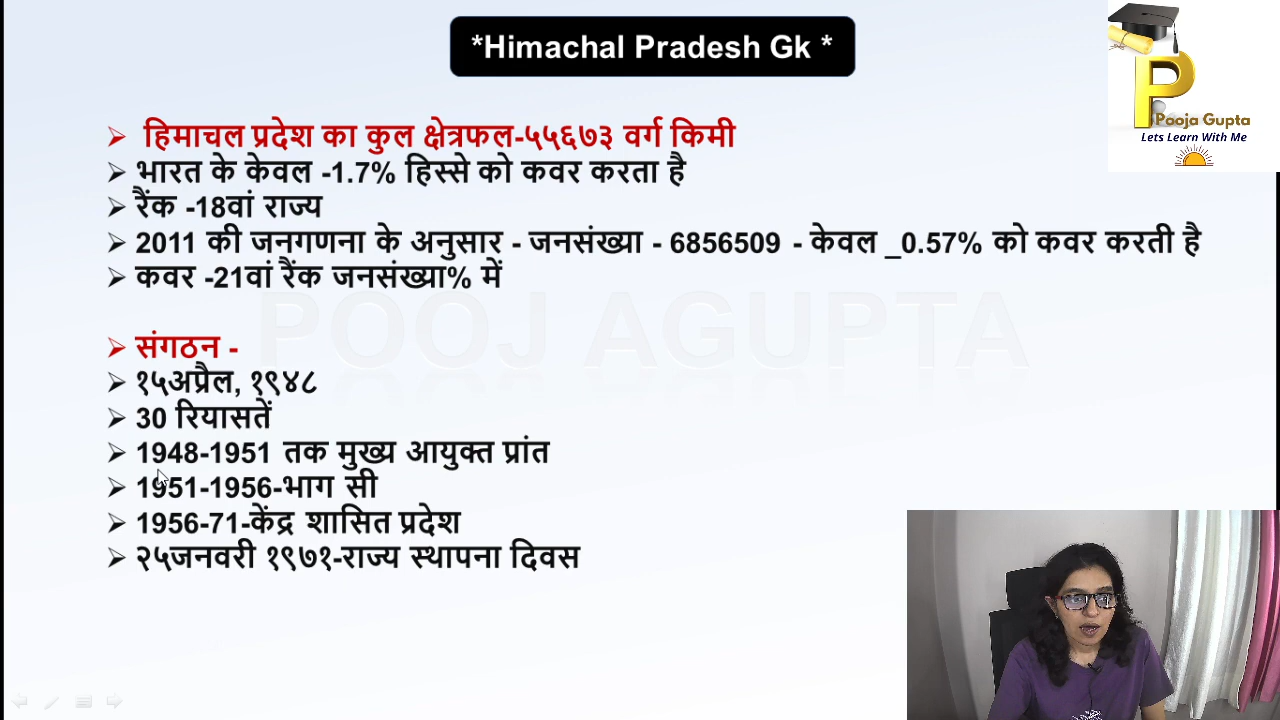 *Himachal Pradesh Gk *
P
Pooja Gupta
Lets Learn With Me
हिमाचल प्रदेश का कुल क्षेत्रफल-५५६७३ वर्ग किमी
भारत के केवल -1.7% हिस्से को कवर करता है
रैंक -18वां राज्य
2011 की जनगणना के अनुसार - जनसंख्या - 6856509 - केवल _0.57% को कवर करती है
कवर -21वां रैंक जनसंख्या% में
POOJ AGUPTA
संगठन -
१५अप्रैल, १९४८
30 रियासतें
1948-1951 तक मुख्य आयुक्त प्रांत
1951-1956-भाग सी
1956-71-केंद्र शासित प्रदेश
२५जनवरी १९७१-राज्य स्थापना दिवस